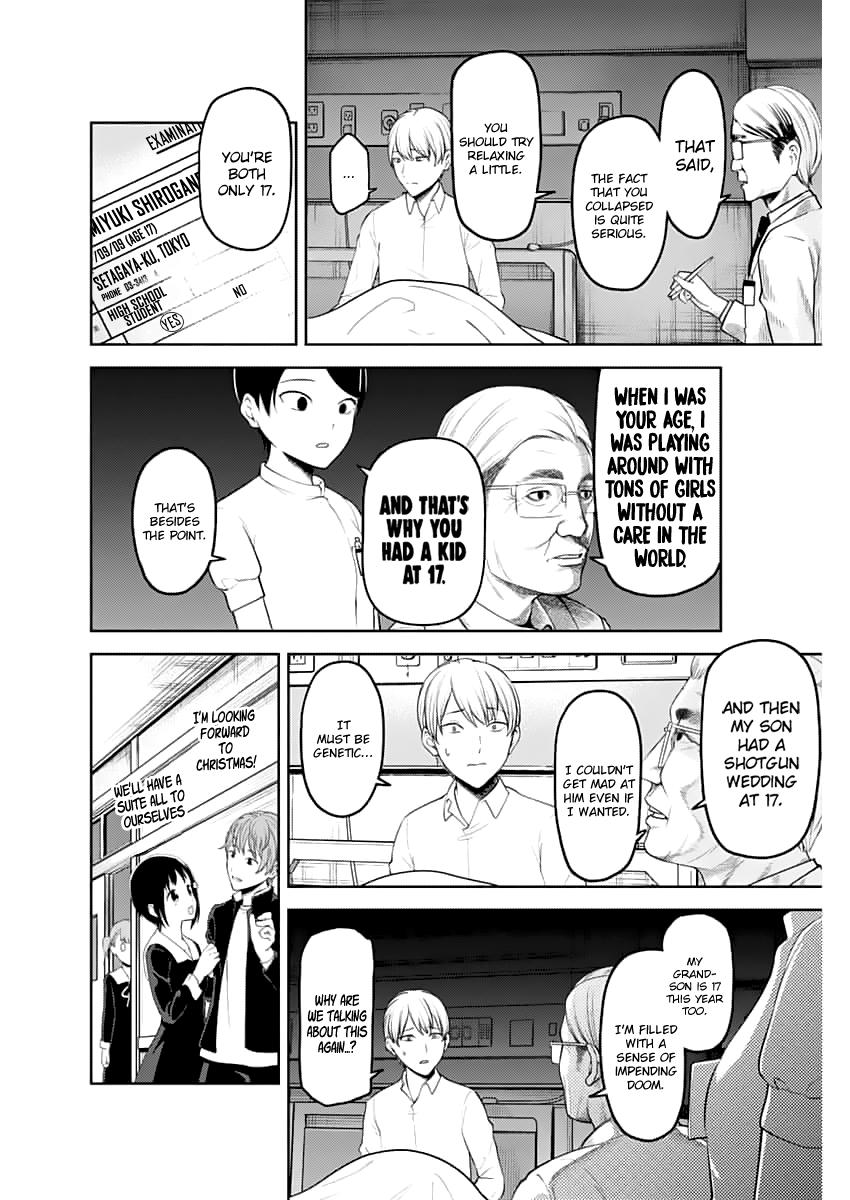 THAT
SAID,
THE FACT
THAT YOU
COLLAPSED
IS QUITE
SERIOUS.
YOU
SHOULD TRY
RELAXING
A LITTLE.
...
YOU'RE
BOTH
ONLY 17.
MIYUKI SHIROGANE
/09/09 (AGE 17)
SETAGAYA-KU, TOKYO
PHONE
HIGH SCHOOL
STUDENT
YES
NO
WHEN I WAS
YOUR AGE, I
WAS PLAYING
AROUND WITH
TONS OF GIRLS
WITHOUT A
CARE IN THE
WORLD.
AND THAT'S
WHY YOU
HAD A KID
AT 17.
THAT'S
BESIDES
THE POINT.
AND THEN
MY SON
HAD A
SHOTGUN
WEDDING
AT 17.
I COULDN'T
GET MAD AT
HIM EVEN IF
I WANTED.
IT
MUST BE
GENETIC...
MY
GRAND-
SON IS 17
THIS YEAR
TOO.
I'M FILLED
WITH A
SENSE OF
IMPENDING
DOOM.
WHY ARE
WE TALKING
ABOUT THIS
AGAIN...?
I'M LOOKING
FORWARD
TO
CHRISTMAS!
WE'LL HAVE A
SUITE ALL TO
OURSELVES